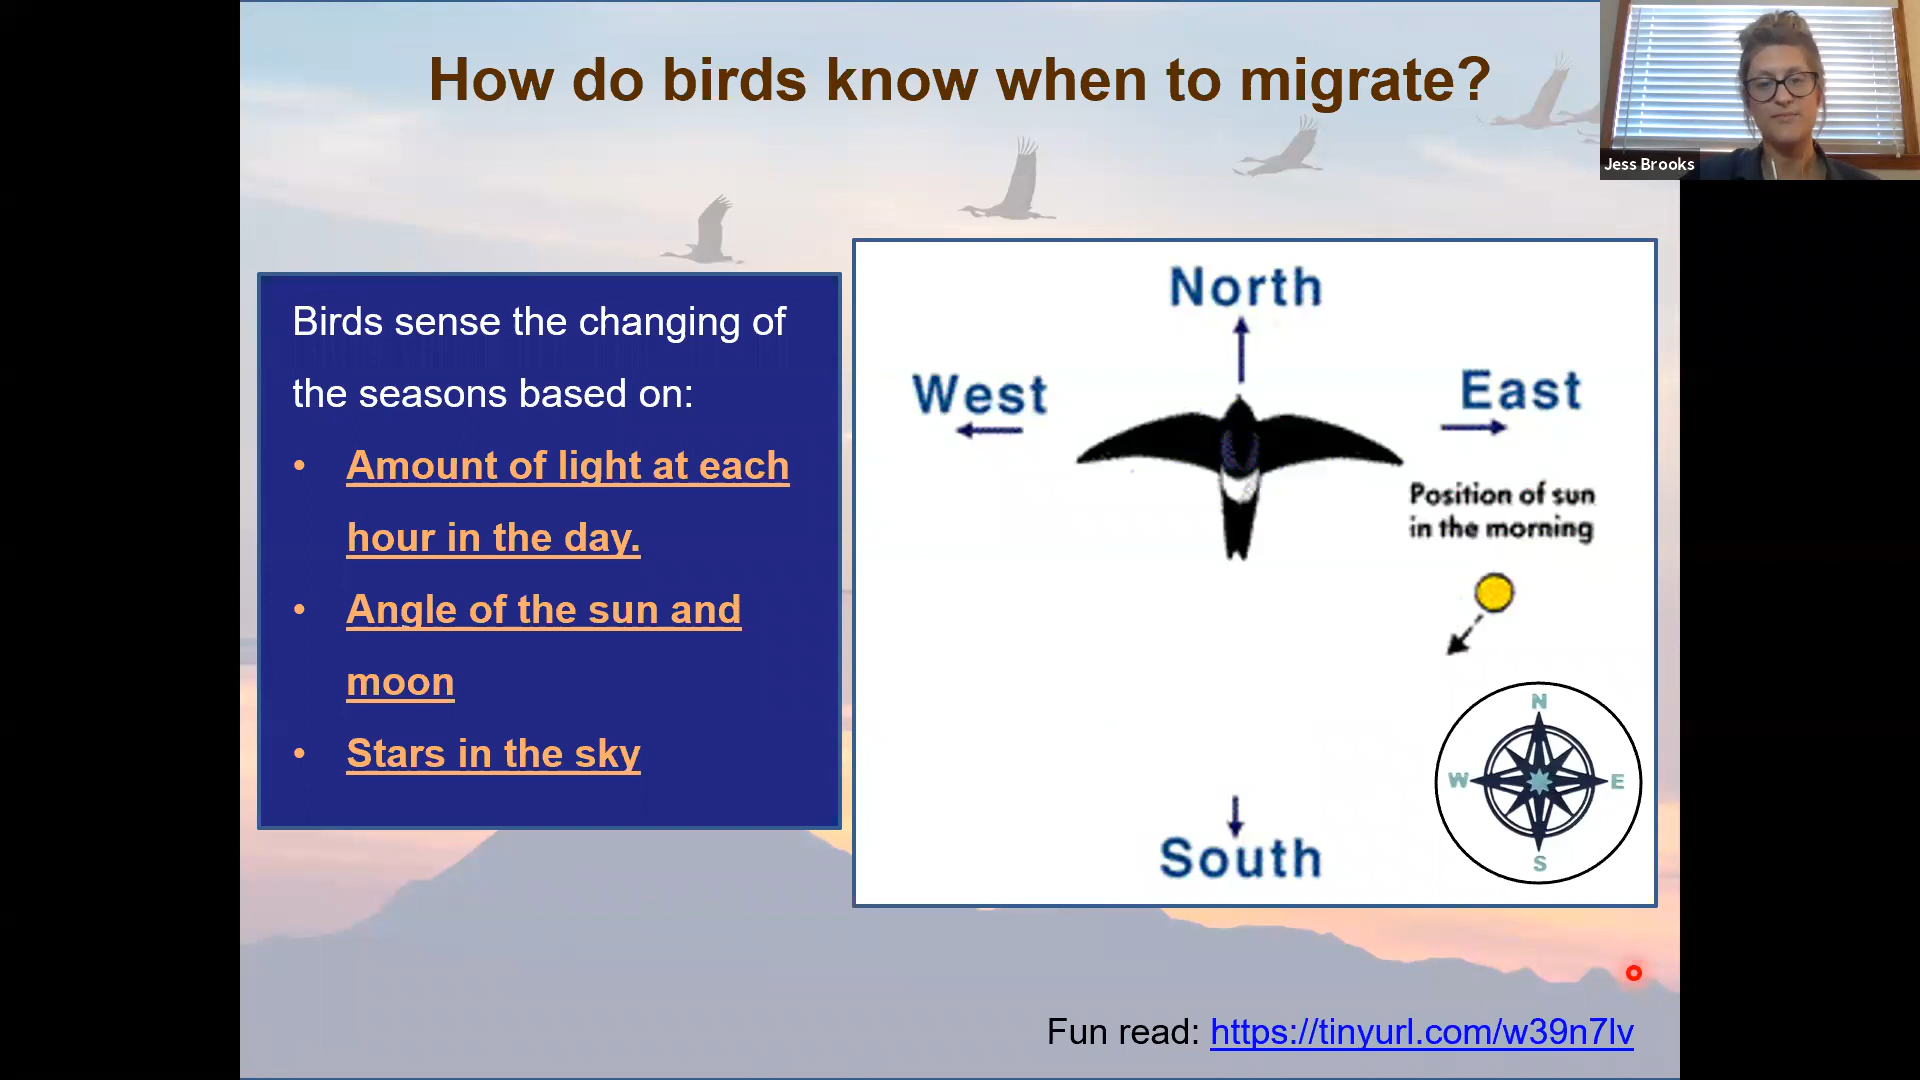 How do birds know when to migrate?
Jess Brooks
Birds sense the changing of
the seasons based on:
• Amount of light at each
hour in the day.
• Angle of the sun and
moon
• Stars in the sky
North
West
East
Position of sun
in the morning
N
W
E
S
South
Fun read: https://tinyurl.com/w39n7lv